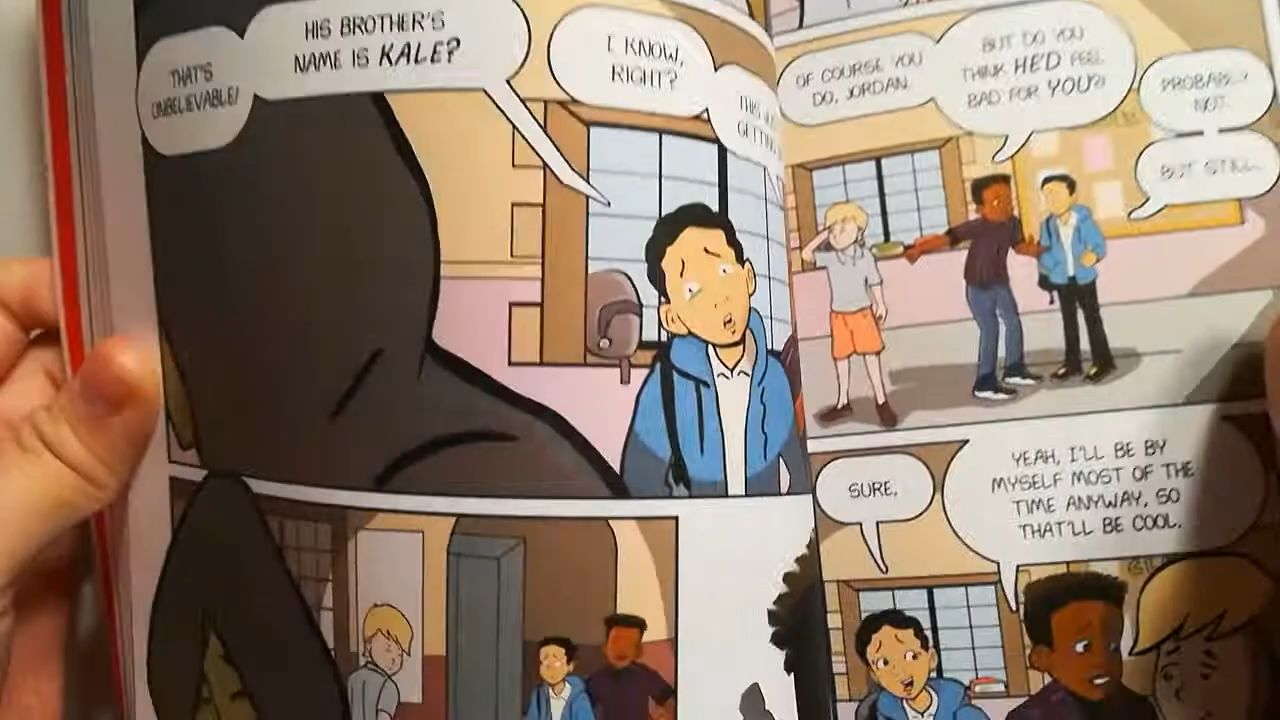 THAT'S
UNBELIEVABLE!
HIS BROTHER'S
NAME IS KALE?
I KNOW,
RIGHT?
THIS
GETTING
OF COURSE YOU
DO, JORDAN.
BUT DO YOU
THINK HE'D FEEL
BAD FOR YOU?
PROBABLY
NOT.
BUT STILL...
SURE.
YEAH, I'LL BE BY
MYSELF MOST OF THE
TIME ANYWAY, SO
THAT'LL BE COOL.